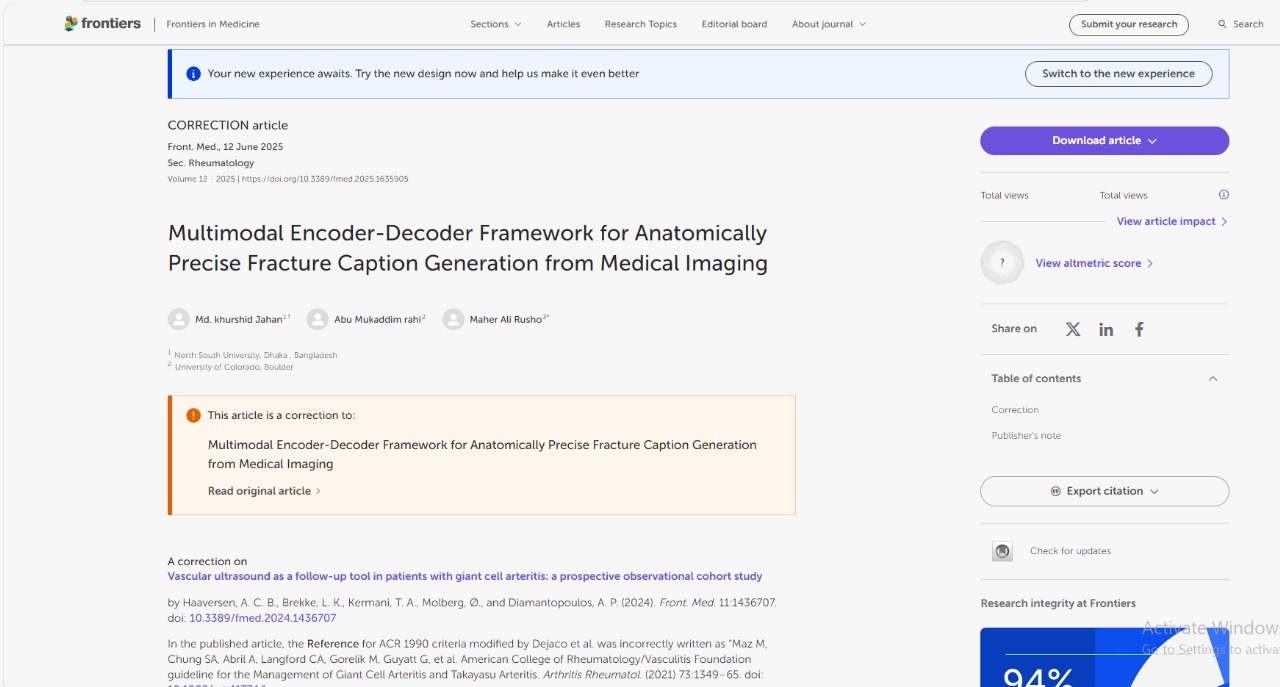 frontiers | Frontiers in Medicine Sections Articles Research Topics Editorial board About journal Submit your research Search
Your new experience awaits. Try the new design now and help us make it even better Switch to the new experience
CORRECTION article
Front. Med., 12 June 2025
Sec. Rheumatology
Volume 12 - 2025 | https://doi.org/10.3389/fmed.2025.1635905
Multimodal Encoder-Decoder Framework for Anatomically
Precise Fracture Caption Generation from Medical Imaging
Md. khurshid Jahan1† Abu Mukaddim rahi2 Maher Ali Rusho3*
1 North South University, Dhaka , Bangladesh
2 University of Colorado, Boulder
This article is a correction to:
Multimodal Encoder-Decoder Framework for Anatomically Precise Fracture Caption Generation
from Medical Imaging
Read original article
A correction on
Vascular ultrasound as a follow-up tool in patients with giant cell arteritis: a prospective observational cohort study
by Haaversen, A. C. B., Brekke, L. K., Kermani, T. A., Molberg, Ø., and Diamantopoulos, A. P. (2024). Front. Med. 11:1436707.
doi: 10.3389/fmed.2024.1436707
In the published article, the Reference for ACR 1990 criteria modified by Dejaco et al. was incorrectly written as "Maz M,
Chung SA, Abril A, Langford CA, Gorelik M, Guyatt G, et al. American College of Rheumatology/Vasculitis Foundation
guideline for the Management of Giant Cell Arteritis and Takayasu Arteritis. Arthritis Rheumatol. (2021) 73:1349–65. doi:
Download article
Total views Total views
View article impact
? View altmetric score
Share on
Table of contents
Correction
Publisher's note
Export citation
Check for updates
Research integrity at Frontiers
94%
Activate Windows
Go to Settings to activa